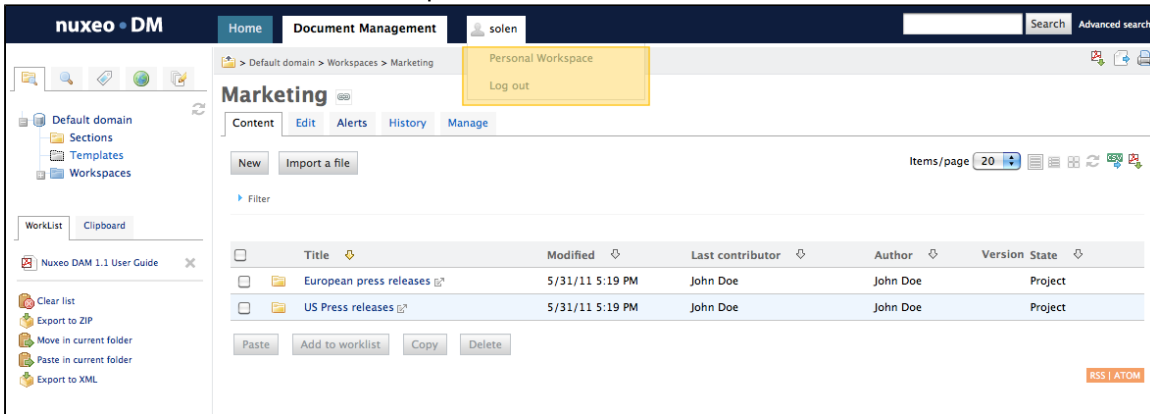 nuxeo DM
Home
Document Management
solen
Search
Advanced search
> Default domain > Workspaces > Marketing
Personal Workspace
Log out
Marketing
Content
Edit
Alerts
History
Manage
Default domain
Sections
Templates
Workspaces
New
Import a file
Items/page
20
CSV
Filter
WorkList
Clipboard
Nuxeo DAM 1.1 User Guide
Clear list
Export to ZIP
Move in current folder
Paste in current folder
Export to XML
Title Modified Last contributor Author Version State
European press releases 5/31/11 5:19 PM John Doe John Doe Project
US Press releases 5/31/11 5:19 PM John Doe John Doe Project
Paste
Add to worklist
Copy
Delete
RSS | ATOM